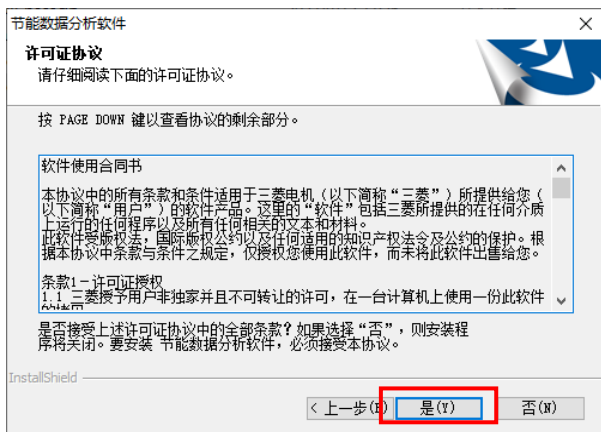 节能数据分析软件
许可证协议
请仔细阅读下面的许可证协议。
按 PAGE DOWN 键以查看协议的剩余部分。
软件使用合同书
本协议中的所有条款和条件适用于三菱电机（以下简称“三菱”）所提供给您（
以下简称“用户”）的软件产品。这里的“软件”包括三菱所提供的在任何介质
上运行的任何程序以及所有任何相关的文本和材料。
此软件受版权法，国际版权公约以及任何适用的知识产权法令及公约的保护。根
据本协议中条款与条件之规定，仅授权您使用此软件，而未将此软件出售给您。
条款1-许可证授权
1.1 三菱授予用户非独家并且不可转让的许可，在一台计算机上使用一份此软件
是否接受上述许可证协议中的全部条款？如果选择“否”，则安装程
序将关闭。要安装 节能数据分析软件，必须接受本协议。
InstallShield
< 上一步(B)
是(Y)
否(N)